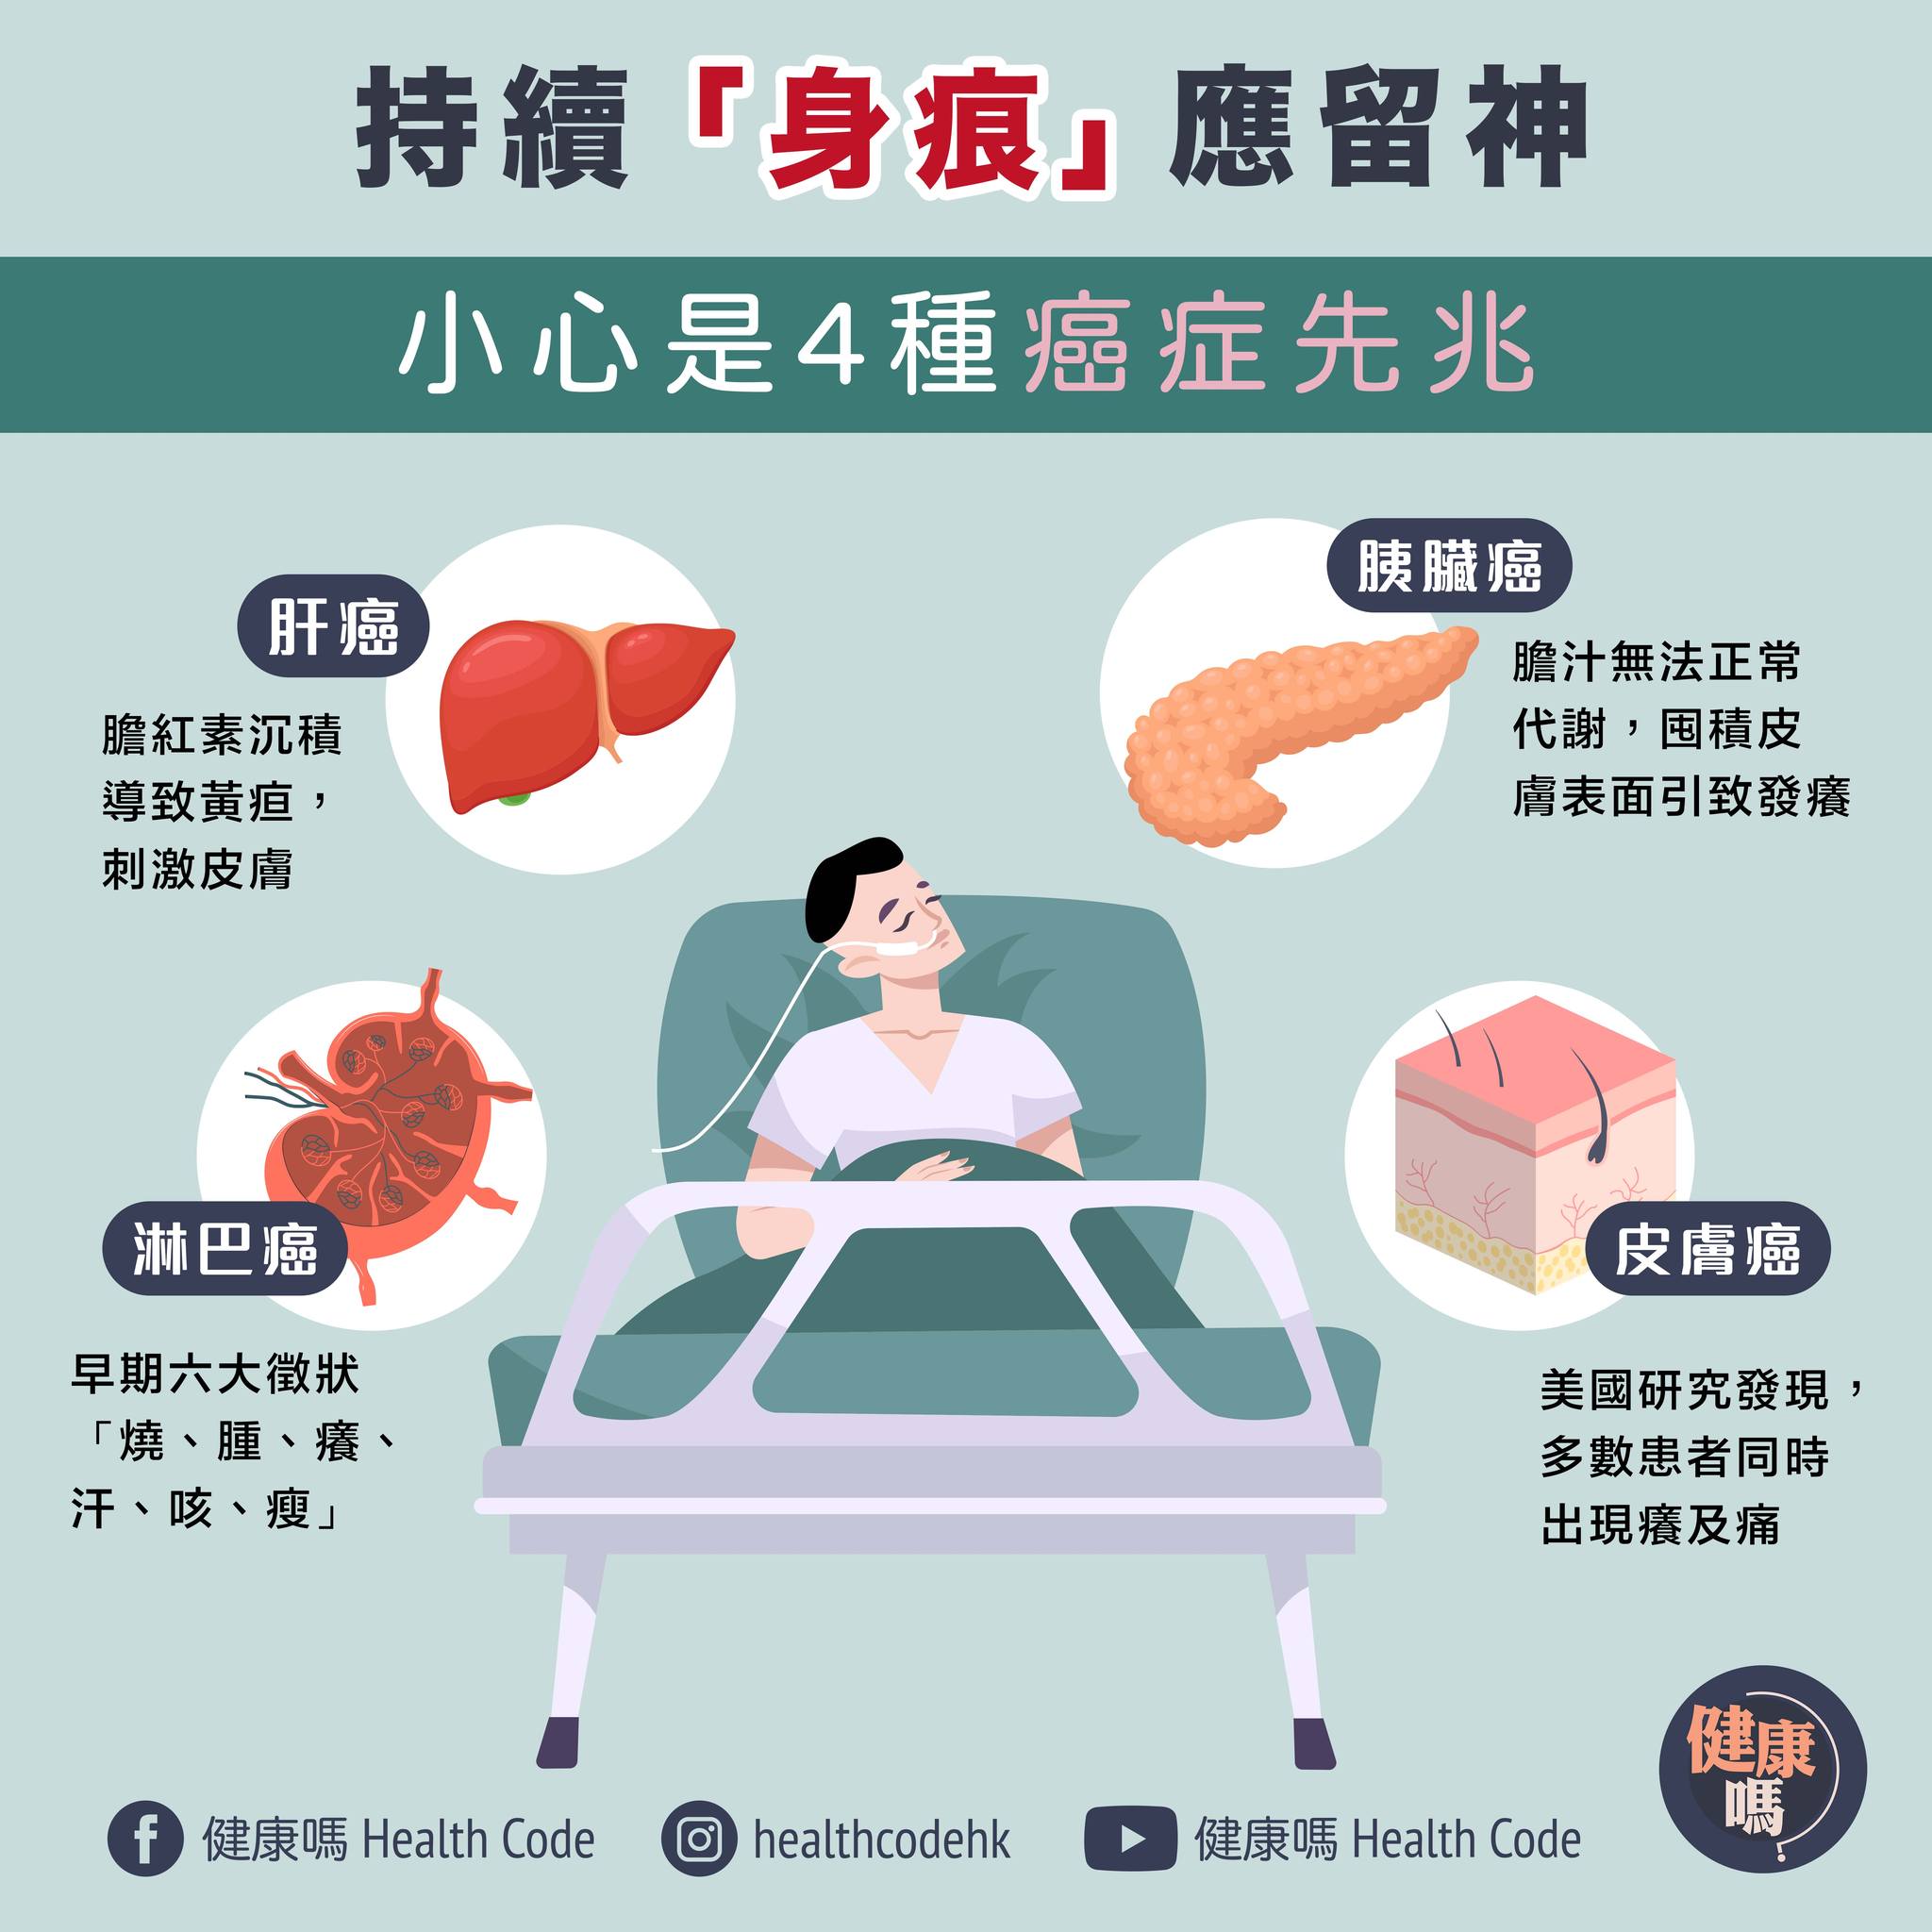 持續「身痕」應留神
小心是4種癌症先兆
肝癌
膽紅素沉積
導致黃疸，
刺激皮膚
胰臟癌
膽汁無法正常
代謝，囤積皮
膚表面引致發癢
淋巴癌
早期六大徵狀
「燒、腫、癢、
汗、咳、瘦」
皮膚癌
美國研究發現，
多數患者同時
出現癢及痛
健康嗎 Health Code
healthcodehk
健康嗎 Health Code
健康
嗎